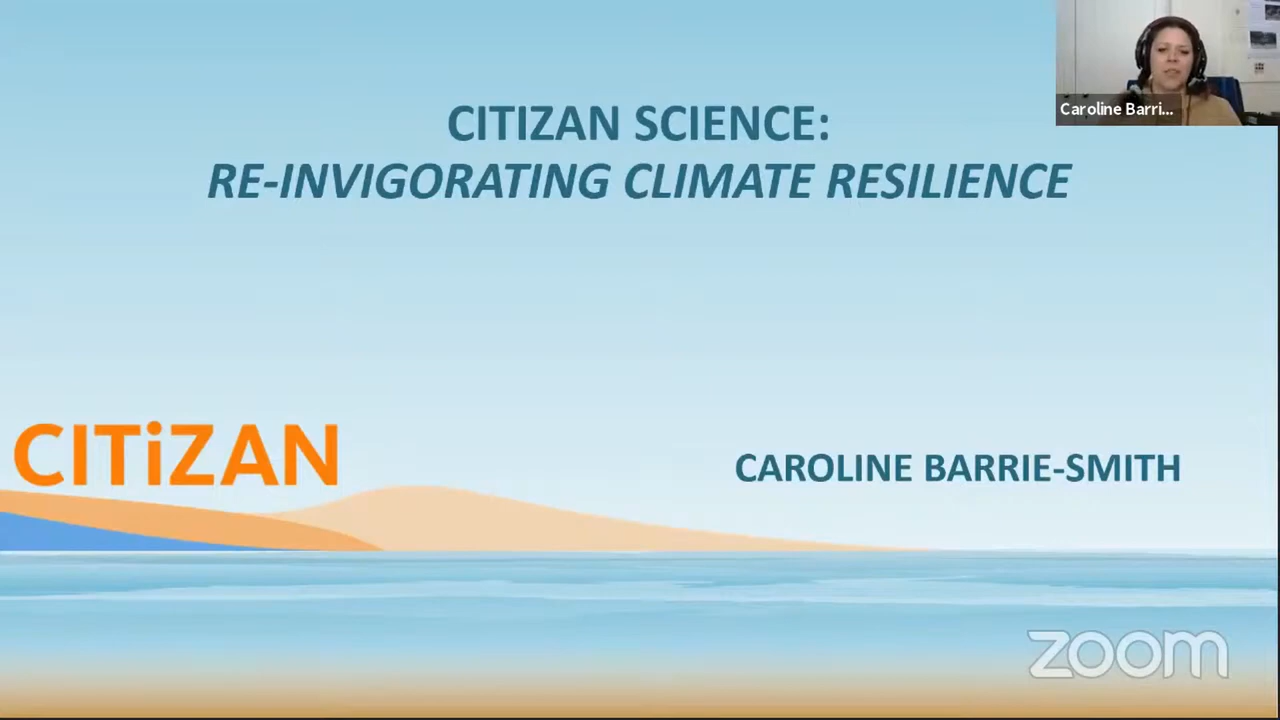 Caroline Barri...
CITIZAN SCIENCE:
RE-INVIGORATING CLIMATE RESILIENCE
CITiZAN
CAROLINE BARRIE-SMITH
zoom